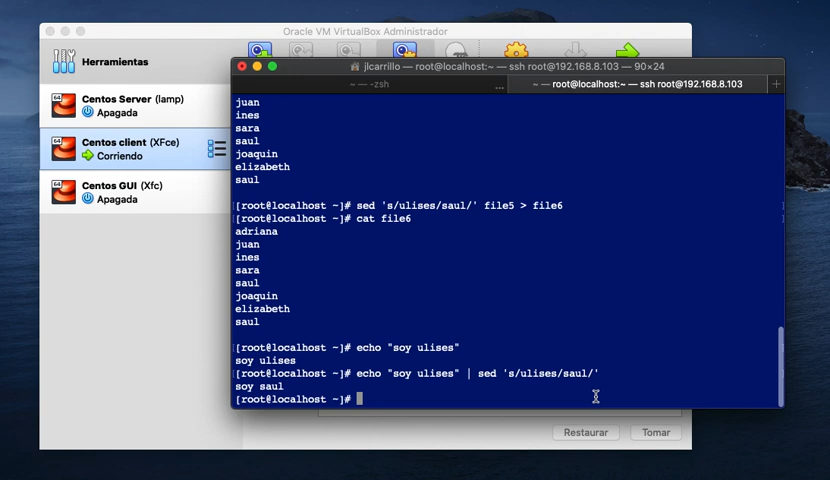 Oracle VM VirtualBox Administrador
Herramientas
Centos Server (lamp)
Apagada
Centos client (XFce)
Corriendo
Centos GUI (Xfc)
Apagada
jlcarrillo — root@localhost:~ — ssh root@192.168.8.103 — 90×24
~ — -zsh
...
~ — root@localhost:~ — ssh root@192.168.8.103
+
juan
ines
sara
saul
joaquin
elizabeth
saul
[[root@localhost ~]# sed 's/ulises/saul/' file5 > file6 ]
[[root@localhost ~]# cat file6 ]
adriana
juan
ines
sara
saul
joaquin
elizabeth
saul
[[root@localhost ~]# echo "soy ulises"
soy ulises
[[root@localhost ~]# echo "soy ulises" | sed 's/ulises/saul/'
soy saul
[root@localhost ~]#
Restaurar
Tomar